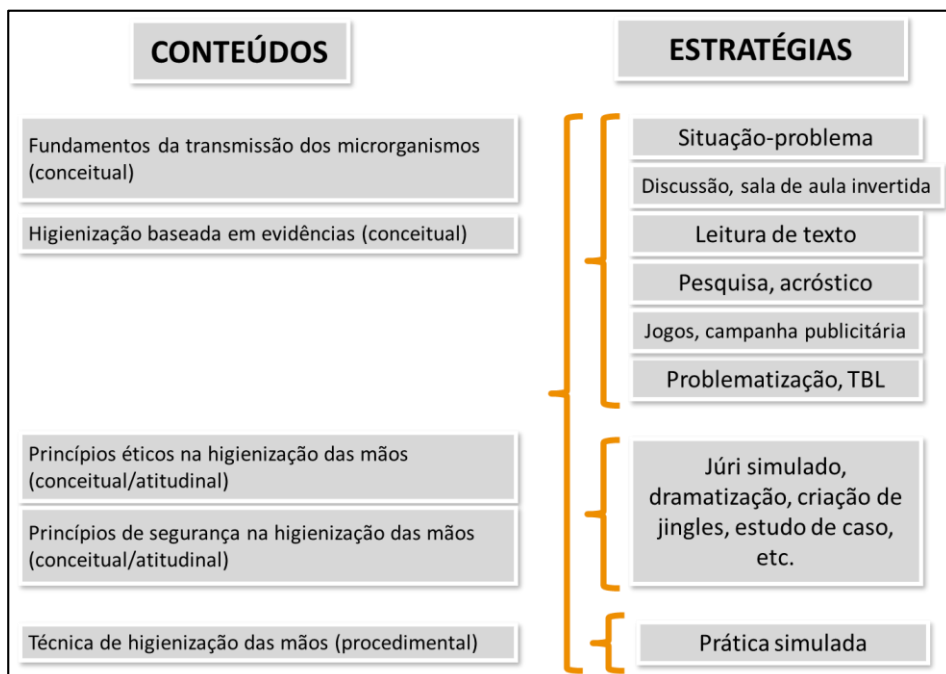 CONTEÚDOS
Fundamentos da transmissão dos microrganismos
(conceitual)
Higienização baseada em evidências (conceitual)
Princípios éticos na higienização das mãos
(conceitual/atitudinal)
Princípios de segurança na higienização das mãos
(conceitual/atitudinal)
Técnica de higienização das mãos (procedimental)
ESTRATÉGIAS
Situação-problema
Discussão, sala de aula invertida
Leitura de texto
Pesquisa, acróstico
Jogos, campanha publicitária
Problematização, TBL
Júri simulado,
dramatização, criação de
jingles, estudo de caso,
etc.
Prática simulada